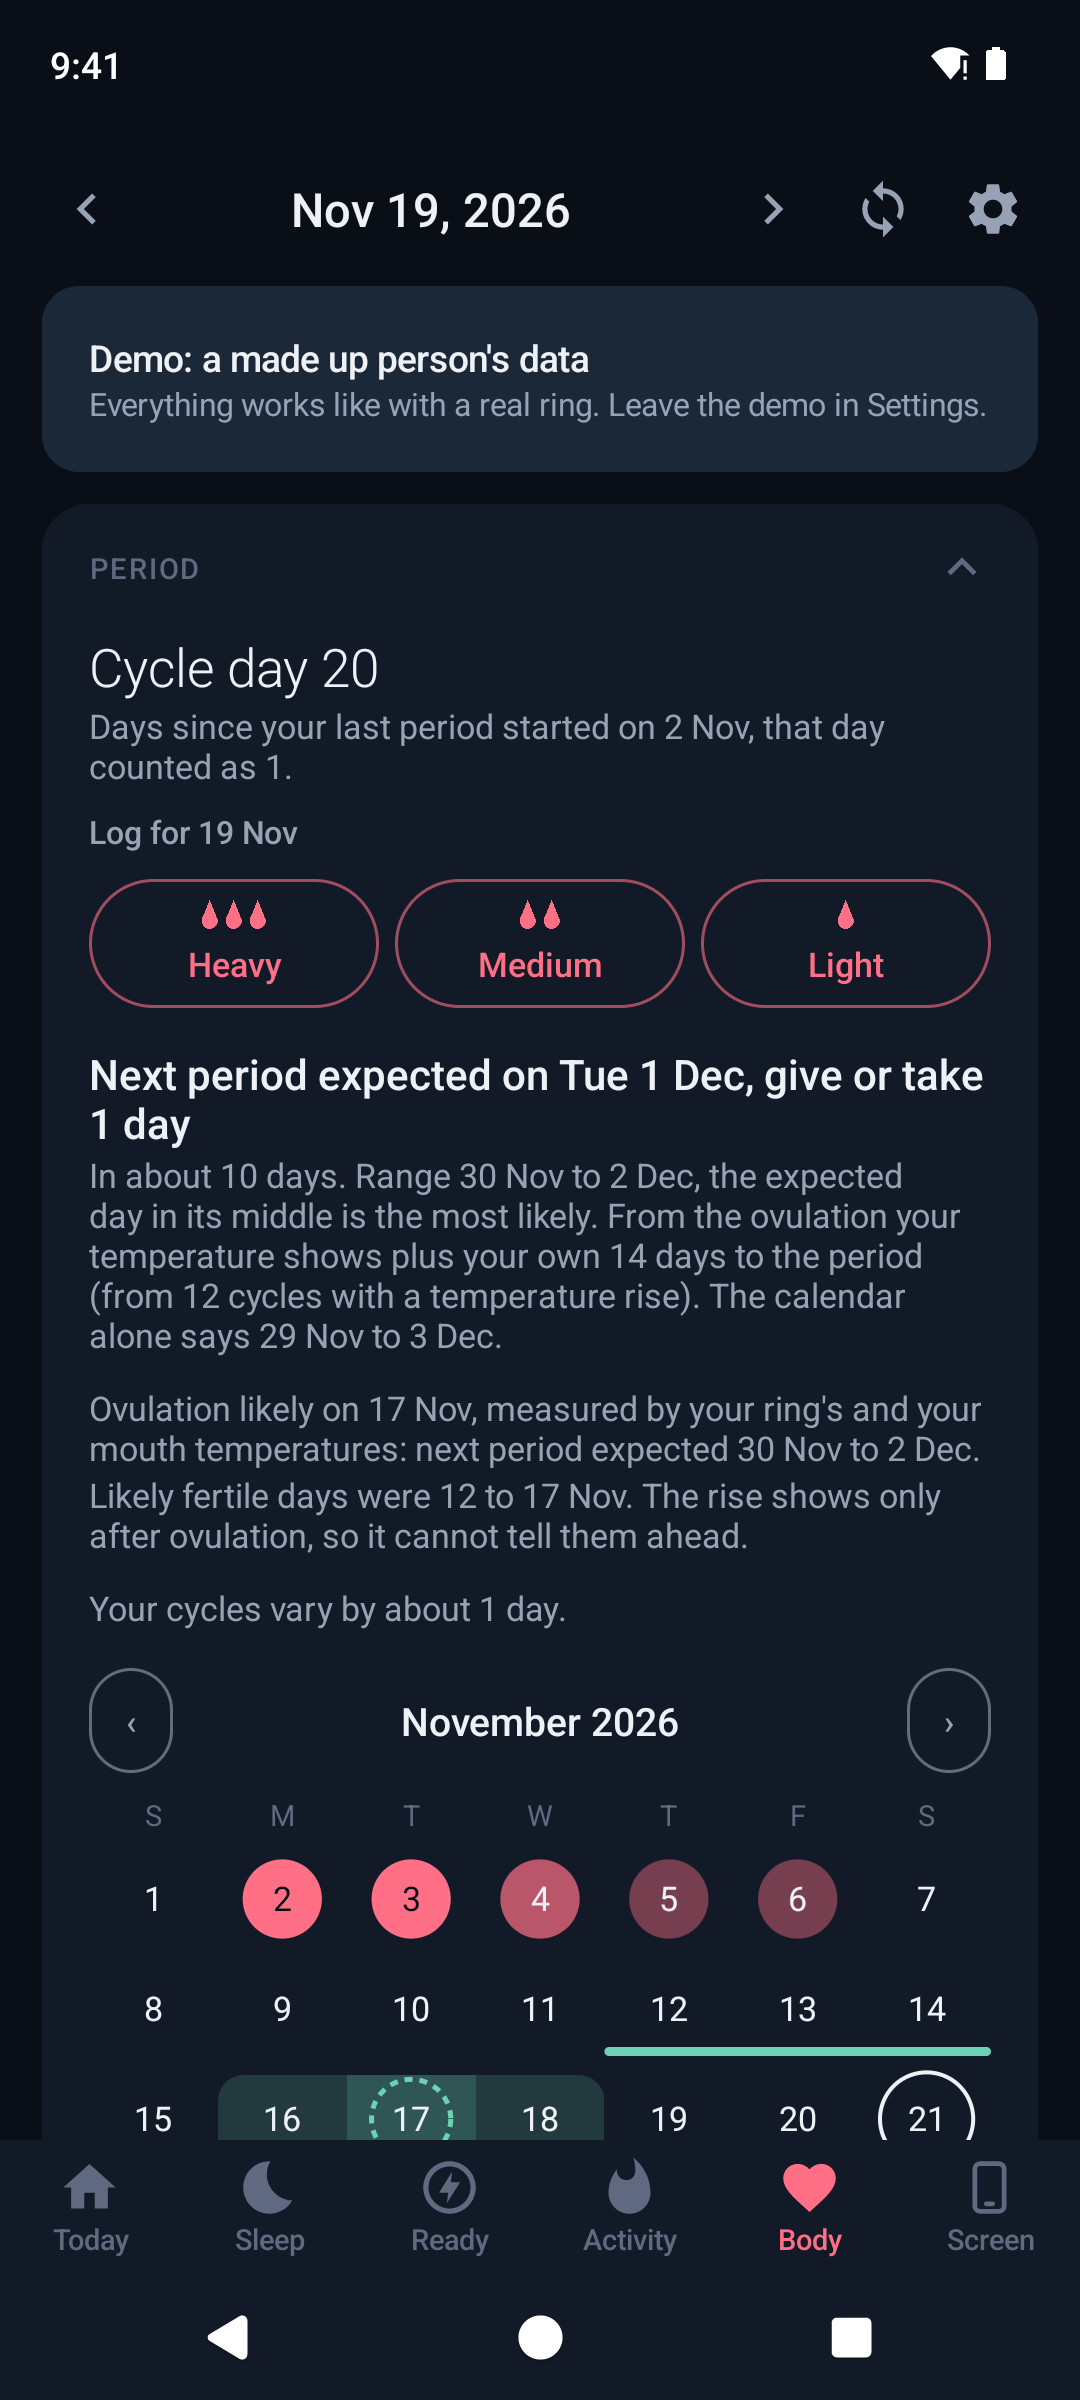 9:41
Nov 19, 2026
Demo: a made up person's data
Everything works like with a real ring. Leave the demo in Settings.
PERIOD
Cycle day 20
Days since your last period started on 2 Nov, that day
counted as 1.
Log for 19 Nov
Heavy Medium Light
Next period expected on Tue 1 Dec, give or take
1 day
In about 10 days. Range 30 Nov to 2 Dec, the expected
day in its middle is the most likely. From the ovulation your
temperature shows plus your own 14 days to the period
(from 12 cycles with a temperature rise). The calendar
alone says 29 Nov to 3 Dec.
Ovulation likely on 17 Nov, measured by your ring's and your
mouth temperatures: next period expected 30 Nov to 2 Dec.
Likely fertile days were 12 to 17 Nov. The rise shows only
after ovulation, so it cannot tell them ahead.
Your cycles vary by about 1 day.
‹ November 2026 ›
S M T W T F S
1 2 3 4 5 6 7
8 9 10 11 12 13 14
15 16 17 18 19 20 21
Today Sleep Ready Activity Body Screen